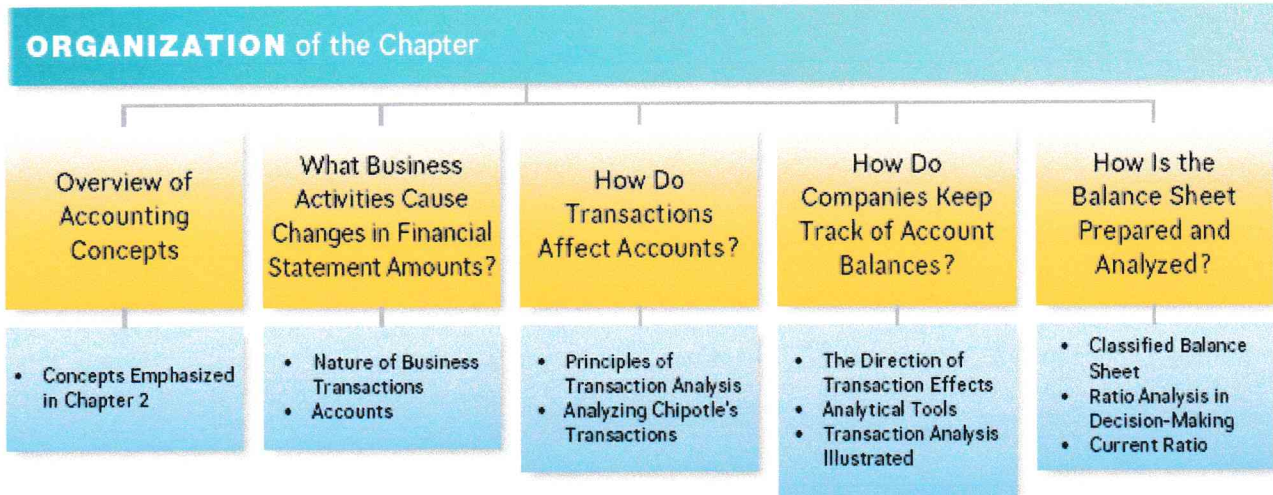 ORGANIZATION of the Chapter
Overview of
Accounting
Concepts
• Concepts Emphasized
in Chapter 2
What Business
Activities Cause
Changes in Financial
Statement Amounts?
• Nature of Business
Transactions
• Accounts
How Do
Transactions
Affect Accounts?
• Principles of
Transaction Analysis
• Analyzing Chipotle's
Transactions
How Do
Companies Keep
Track of Account
Balances?
• The Direction of
Transaction Effects
• Analytical Tools
• Transaction Analysis
Illustrated
How Is the
Balance Sheet
Prepared and
Analyzed?
• Classified Balance
Sheet
• Ratio Analysis in
Decision-Making
• Current Ratio